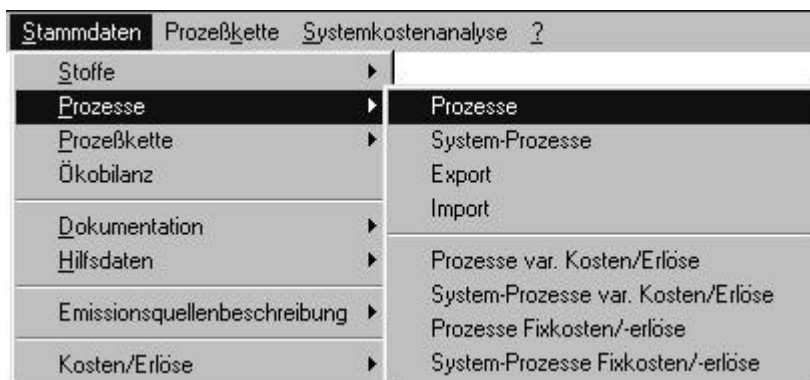 Stammdaten Prozeßkette Systemkostenanalyse ?
Stoffe
Prozesse
Prozeßkette
Ökobilanz
Dokumentation
Hilfsdaten
Emissionsquellenbeschreibung
Kosten/Erlöse
Prozesse
System-Prozesse
Export
Import
Prozesse var. Kosten/Erlöse
System-Prozesse var. Kosten/Erlöse
Prozesse Fixkosten/-erlöse
System-Prozesse Fixkosten/-erlöse